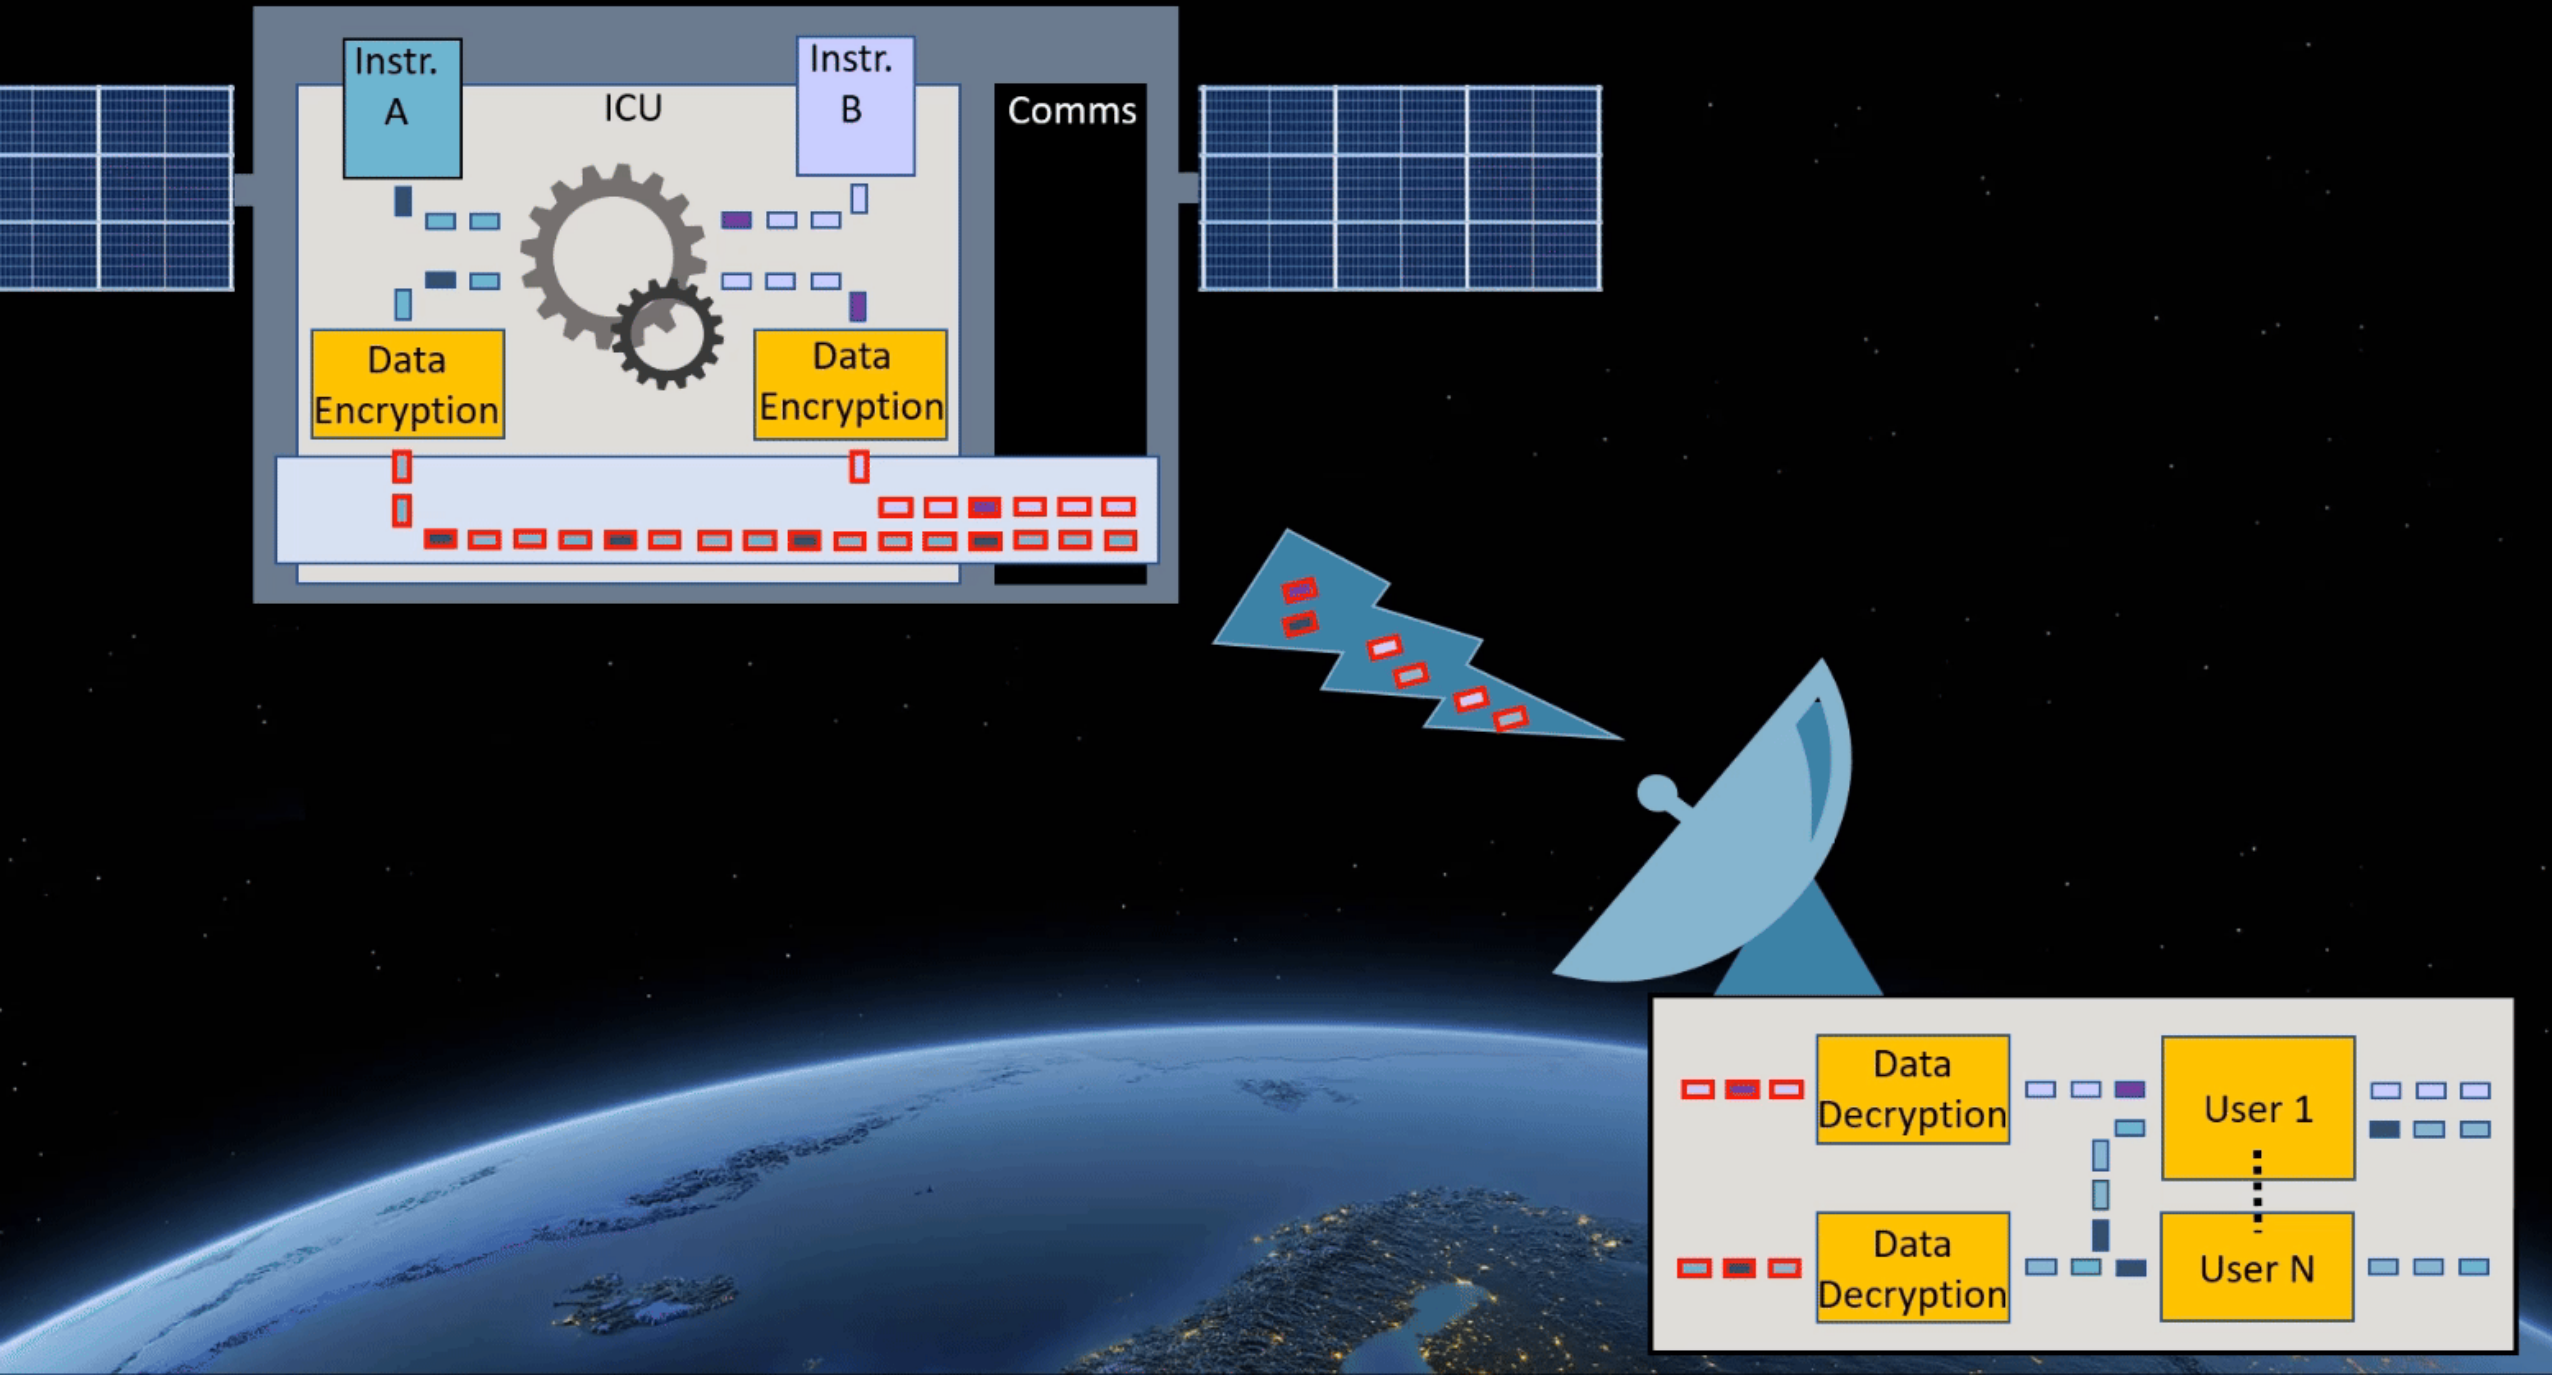 Instr.
A
ICU
Instr.
B
Comms
Data
Encryption
Data
Encryption
Data
Decryption
User 1
Data
Decryption
User N